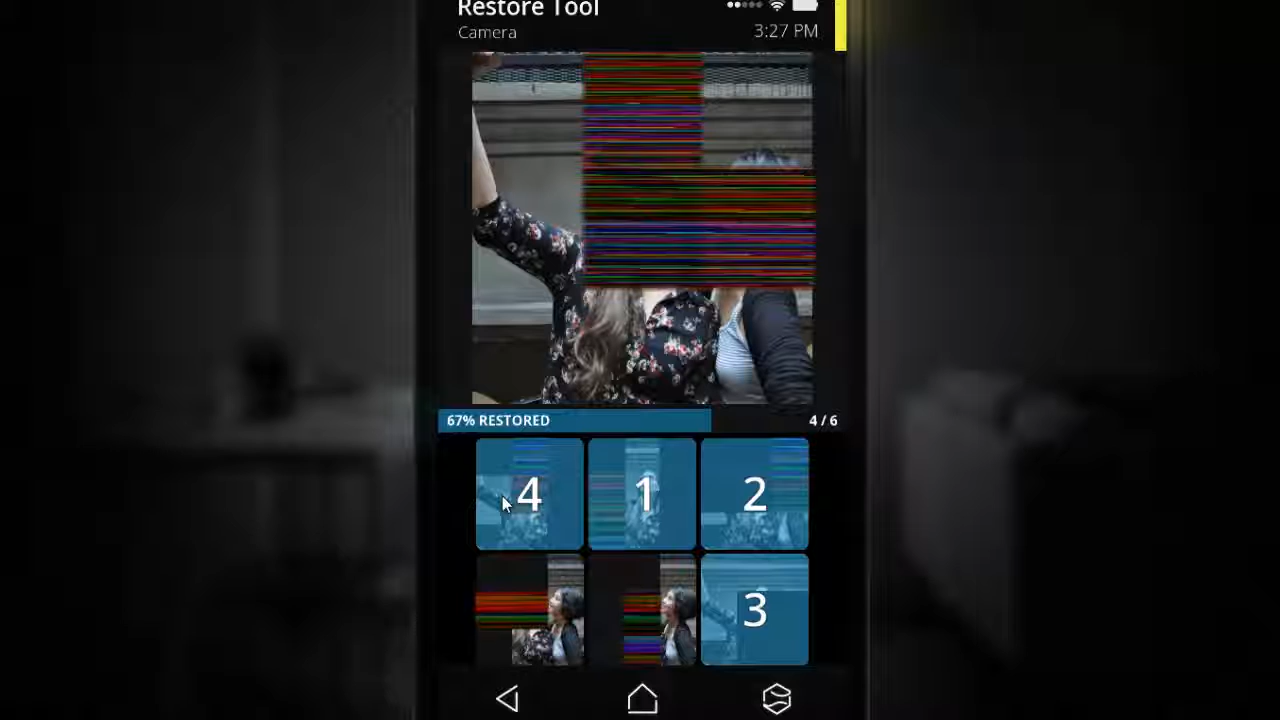 Restore Tool
Camera
3:27 PM
67% RESTORED
4 / 6
4
1
2
3